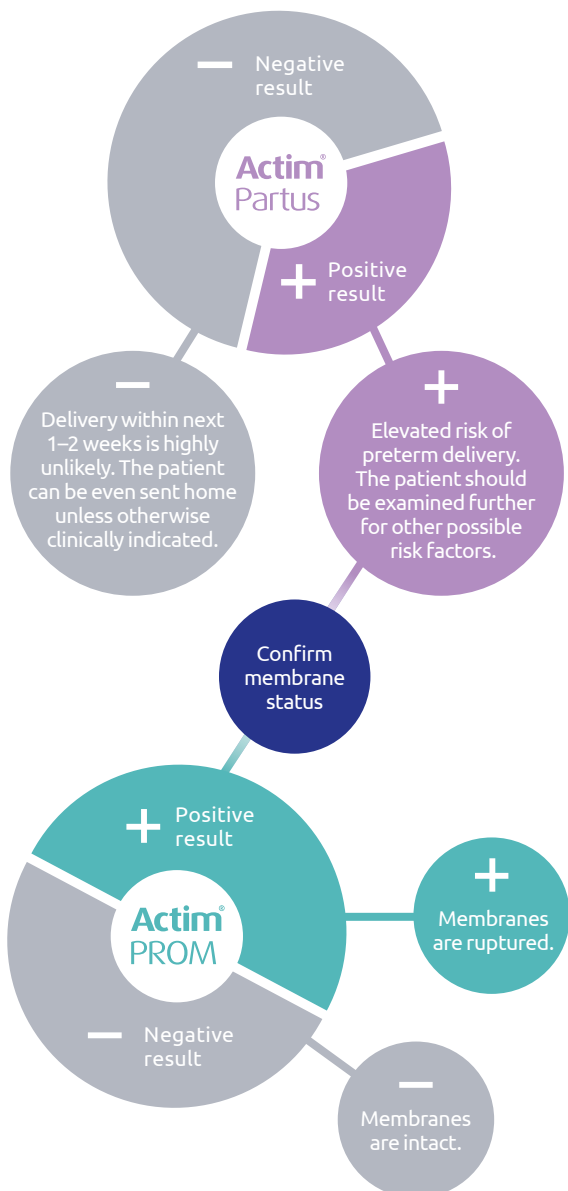 − Negative
result
Actim®
Partus
+ Positive
result
−
Delivery within next
1–2 weeks is highly
unlikely. The patient
can be even sent home
unless otherwise
clinically indicated.
+
Elevated risk of
preterm delivery.
The patient should
be examined further
for other possible
risk factors.
Confirm
membrane
status
+ Positive
result
Actim®
PROM
+
Membranes
are ruptured.
− Negative
result
−
Membranes
are intact.